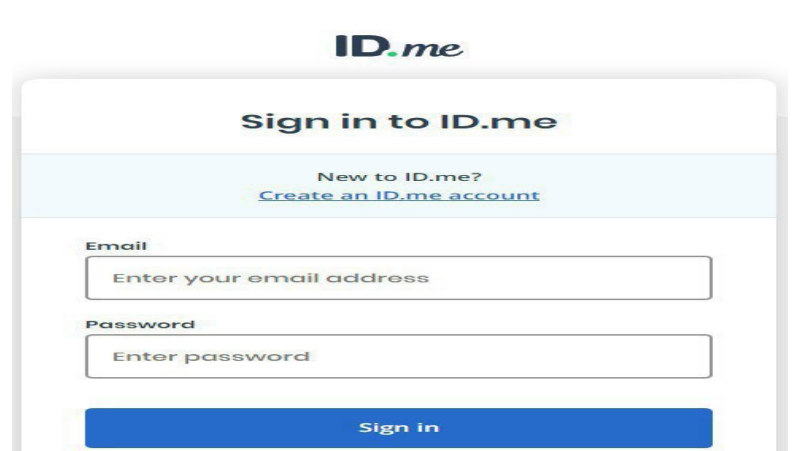 ID.me
Sign in to ID.me
New to ID.me?
Create an ID.me account
Email
Enter your email address
Password
Enter password
Sign in